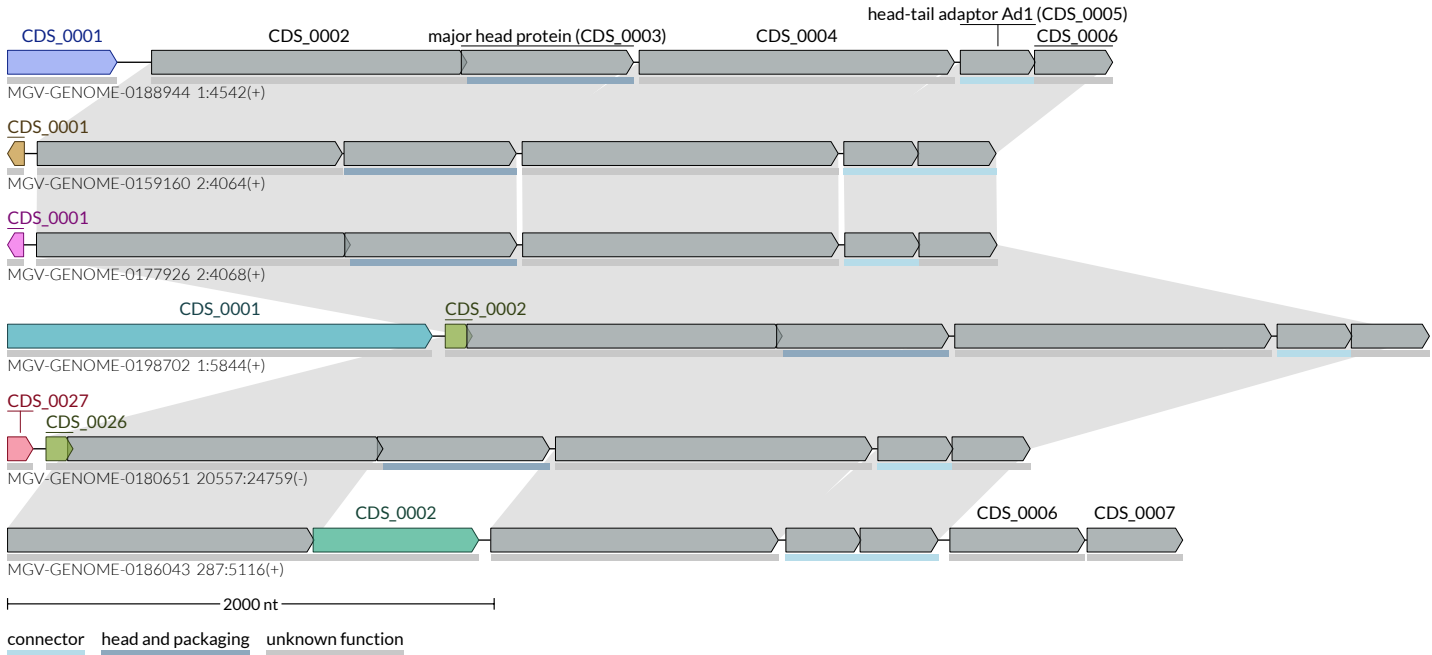 head-tail adaptor Ad1 (CDS_0005)
CDS_0001 CDS_0002 major head protein (CDS_0003) CDS_0004 CDS_0006
MGV-GENOME-0188944 1:4542(+)
CDS_0001
MGV-GENOME-0159160 2:4064(+)
CDS_0001
MGV-GENOME-0177926 2:4068(+)
CDS_0001 CDS_0002
MGV-GENOME-0198702 1:5844(+)
CDS_0027
CDS_0026
MGV-GENOME-0180651 20557:24759(-)
CDS_0002 CDS_0006 CDS_0007
MGV-GENOME-0186043 287:5116(+)
2000 nt
connector head and packaging unknown function